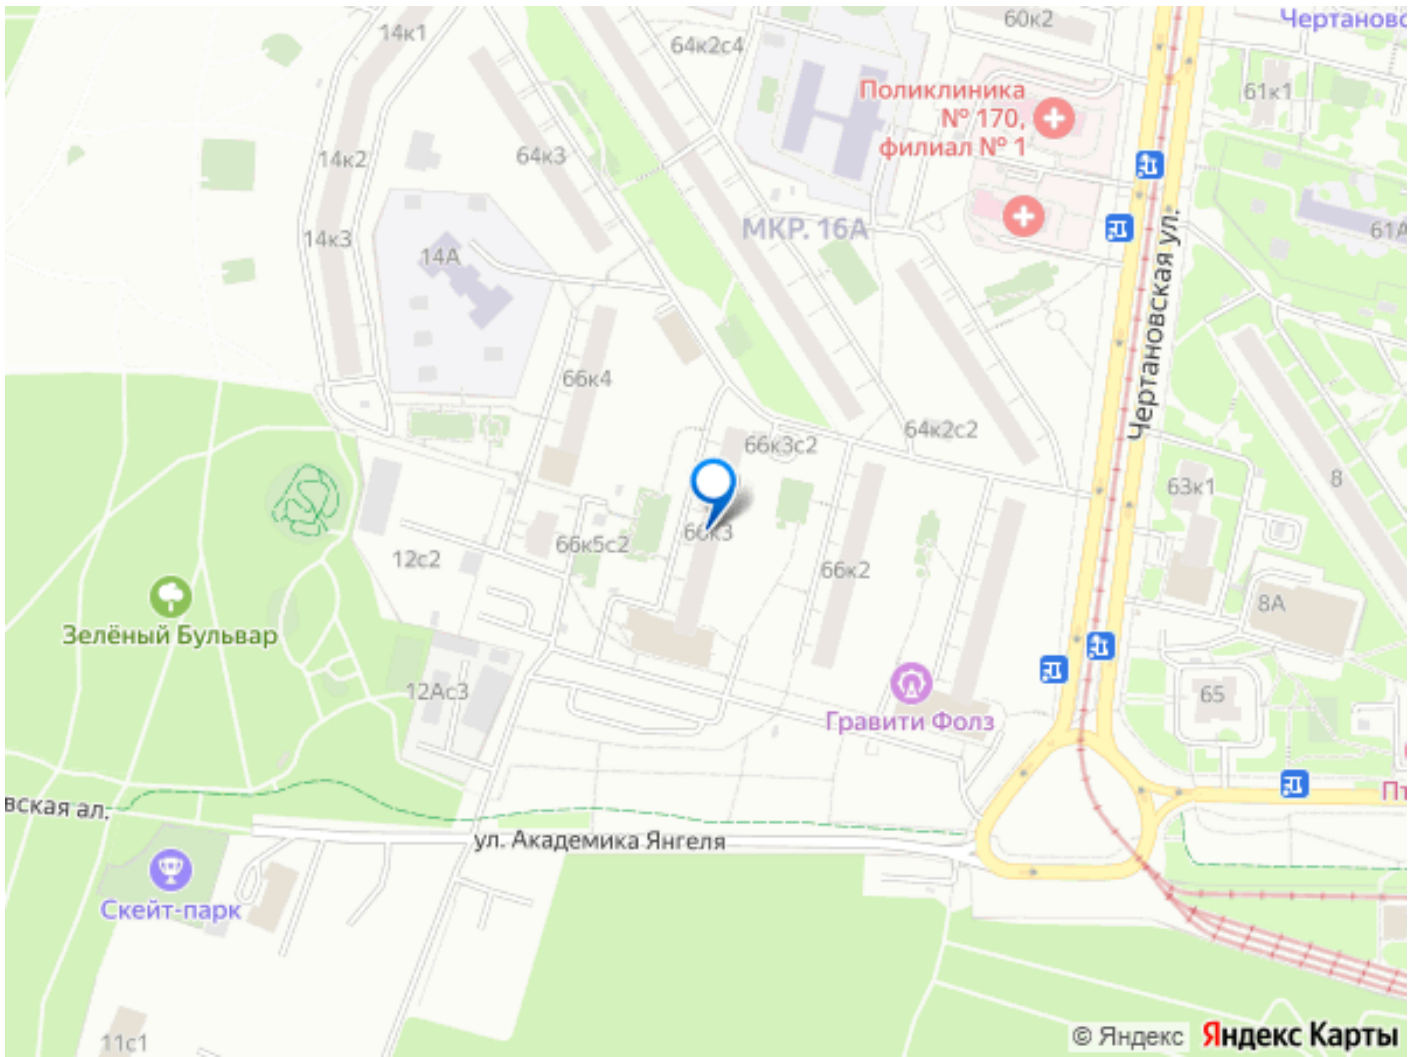 60к2
Чертановс
14к1
64к2с4
61к1
Поликлиника
№ 170,
филиал № 1
14к2
64к3
МКР. 16А
14к3
14А
61А
Чертановская ул.
66к4
66к3с2
64к2с2
8
63к1
66к3
66к5с2
12с2
66к2
8А
Зелёный Бульвар
12Ас3
65
Гравити Фолз
Пт
вская ал.
ул. Академика Янгеля
Скейт-парк
11с1
© Яндекс Яндекс Карты